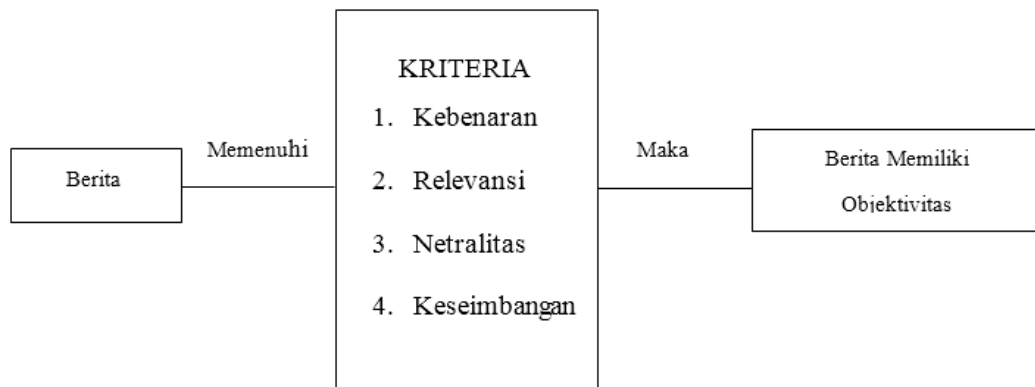 Berita
Memenuhi
KRITERIA
1. Kebenaran
2. Relevansi
3. Netralitas
4. Keseimbangan
Maka
Berita Memiliki
Objektivitas